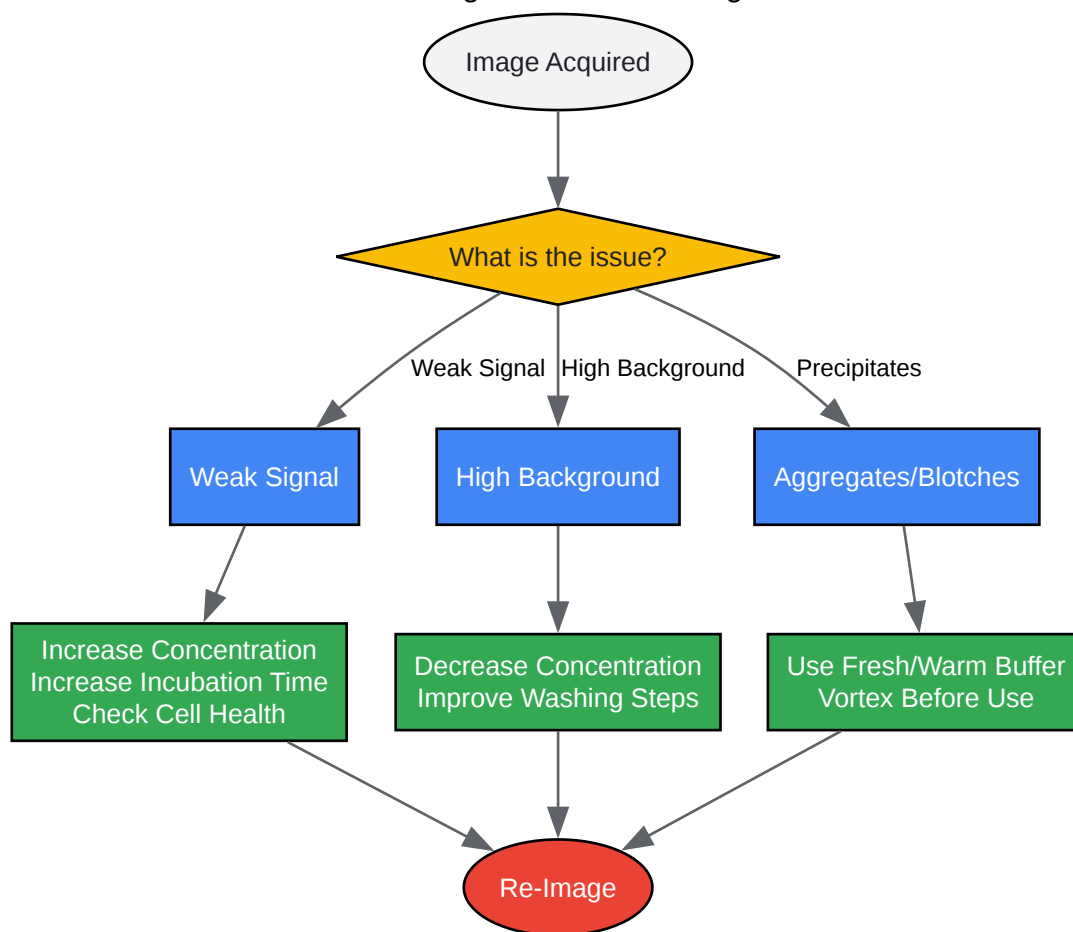 Image Acquired
What is the issue?
Weak Signal
High Background
Precipitates
Weak Signal
High Background
Aggregates/Blotches
Increase Concentration
Increase Incubation Time
Check Cell Health
Decrease Concentration
Improve Washing Steps
Use Fresh/Warm Buffer
Vortex Before Use
Re-Image